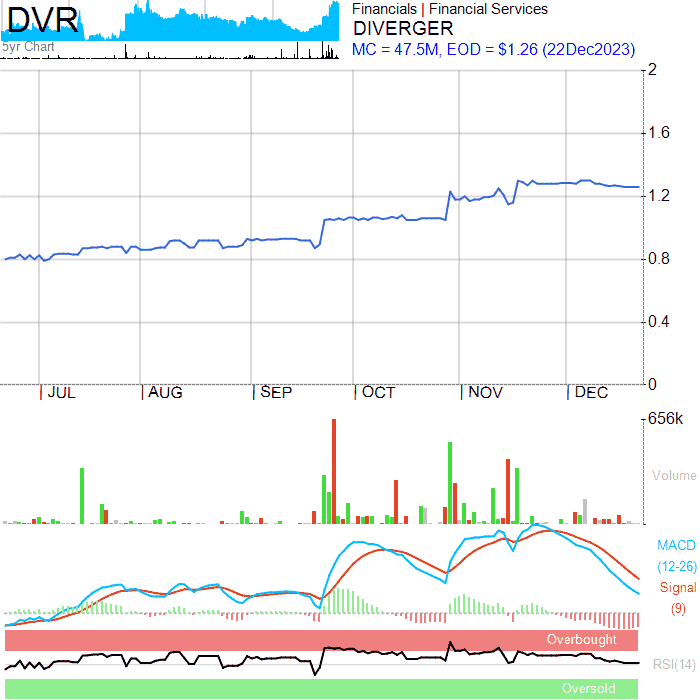 DVR
5yr Chart
Financials | Financial Services
DIVERGER
MC = 47.5M, EOD = $1.26 (22Dec2023)
2
1.6
1.2
0.8
0.4
0
JUL AUG SEP OCT NOV DEC
656k
Volume
MACD
(12-26)
Signal
(9)
Overbought
RSI(14)
Oversold